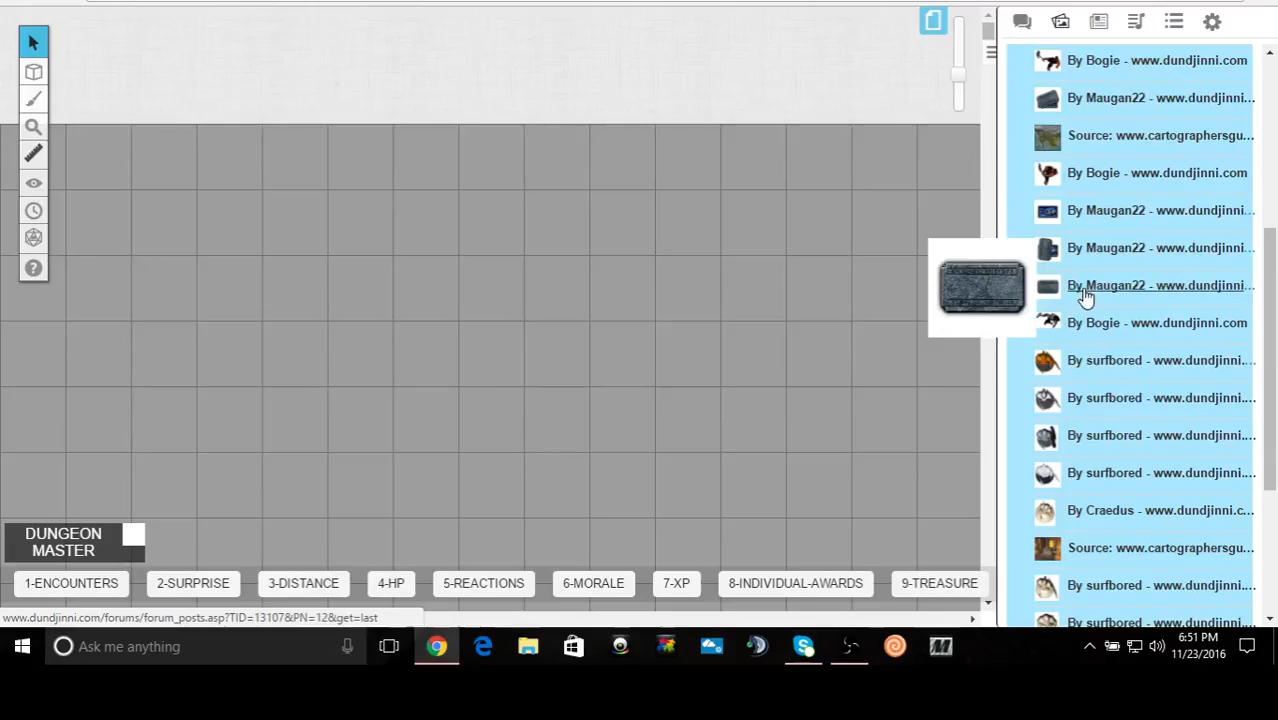 By Bogie - www.dundjinni.com
By Maugan22 - www.dundjinni...
Source: www.cartographersgu...
By Bogie - www.dundjinni.com
By Maugan22 - www.dundjinni...
By Maugan22 - www.dundjinni...
By Maugan22 - www.dundjinni...
By Bogie - www.dundjinni.com
By surfbored - www.dundjinni....
By surfbored - www.dundjinni....
By surfbored - www.dundjinni....
By surfbored - www.dundjinni....
By Craedus - www.dundjinni.c...
Source: www.cartographersgu...
By surfbored - www.dundjinni....
By surfbored - www.dundjinni....
DUNGEON
MASTER
1-ENCOUNTERS 2-SURPRISE 3-DISTANCE 4-HP 5-REACTIONS 6-MORALE 7-XP 8-INDIVIDUAL-AWARDS 9-TREASURE
www.dundjinni.com/forums/forum_posts.asp?TID=13107&PN=12&get=last
Ask me anything
6:51 PM
11/23/2016